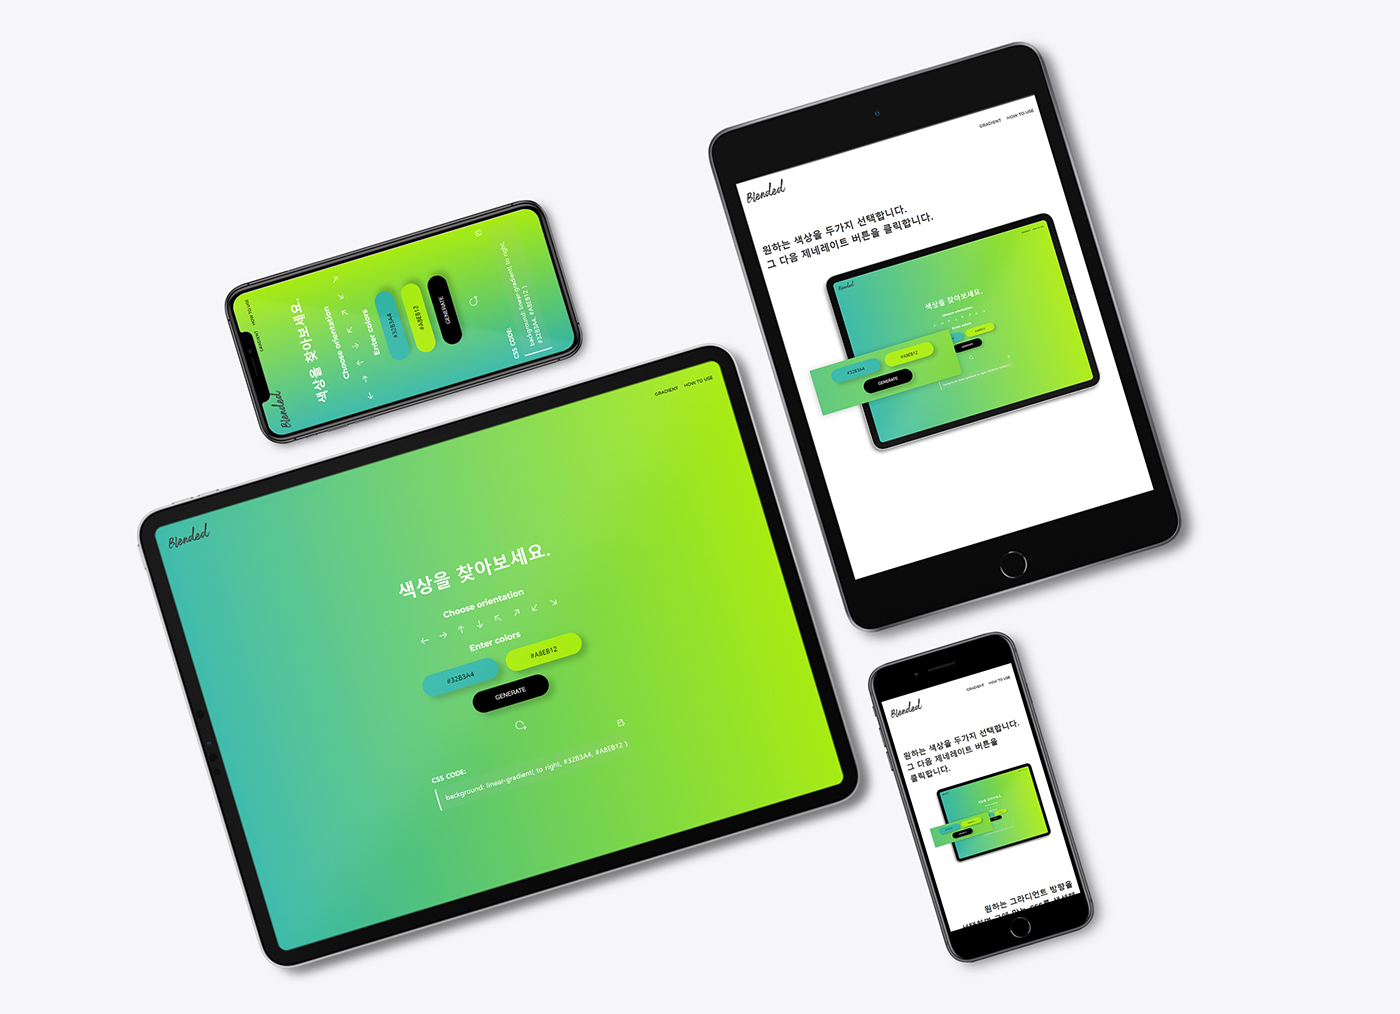 Blended
GRADIENT HOW TO USE
색상을 찾아보세요.
Choose orientation
Enter colors
#32B3A4
#A8EB12
GENERATE
CSS CODE:
background: linear-gradient( to right,
#32B3A4, #A8EB12 )
GRADIENT HOW TO USE
Blended
원하는 색상을 두가지 선택합니다.
그 다음 제네레이트 버튼을 클릭합니다.
Blended
색상을 찾아보세요.
Choose orientation
Enter colors
#32B3A4 #A8EB12
GENERATE
GRADIENT HOW TO USE
Blended
색상을 찾아보세요.
Choose orientation
Enter colors
#32B3A4 #A8EB12
GENERATE
CSS CODE:
background: linear-gradient( to right, #32B3A4, #A8EB12 )
GRADIENT HOW TO USE
Blended
원하는 색상을 두가지 선택합니다.
그 다음 제네레이트 버튼을
클릭합니다.
원하는 그라디언트 방향을